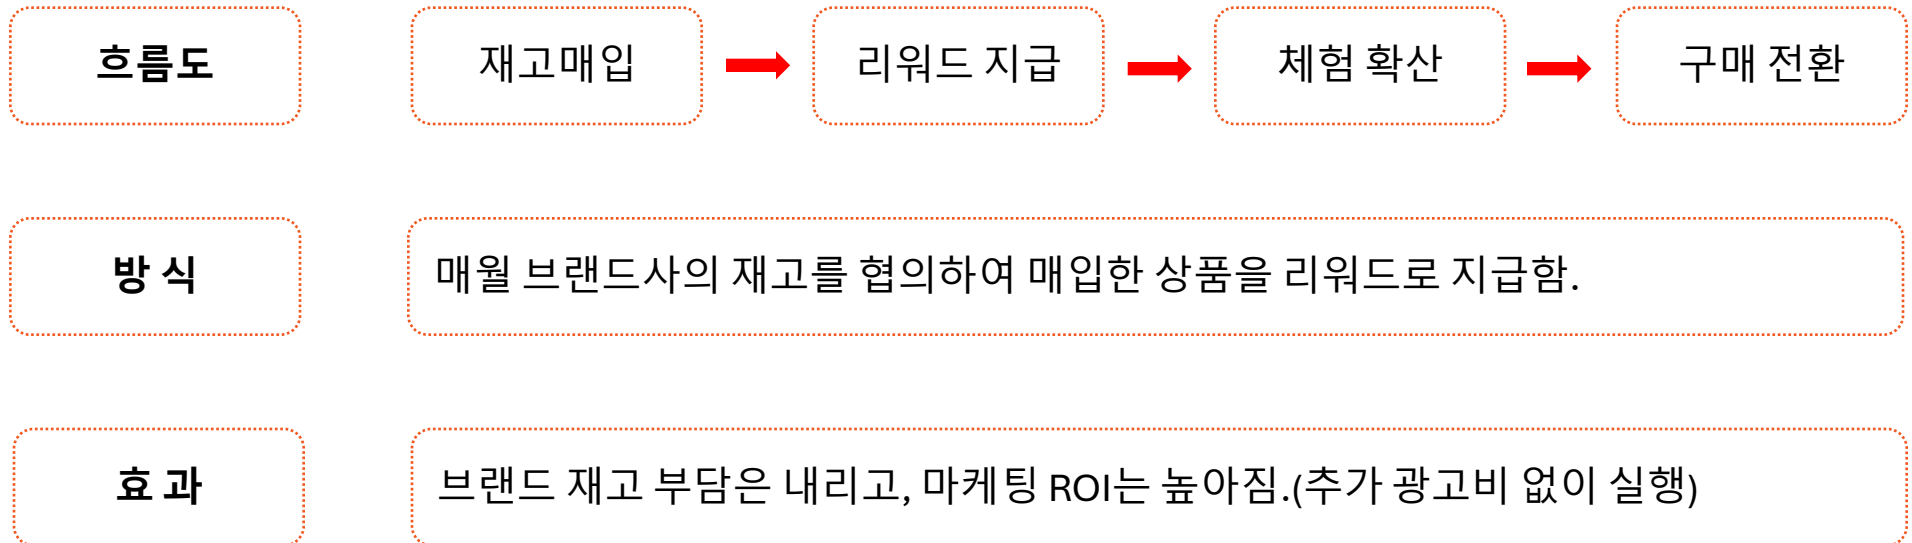 흐름도 재고매입 리워드 지급 체험 확산 구매 전환
방 식 매월 브랜드사의 재고를 협의하여 매입한 상품을 리워드로 지급함.
효 과 브랜드 재고 부담은 내리고, 마케팅 ROI는 높아짐.(추가 광고비 없이 실행)